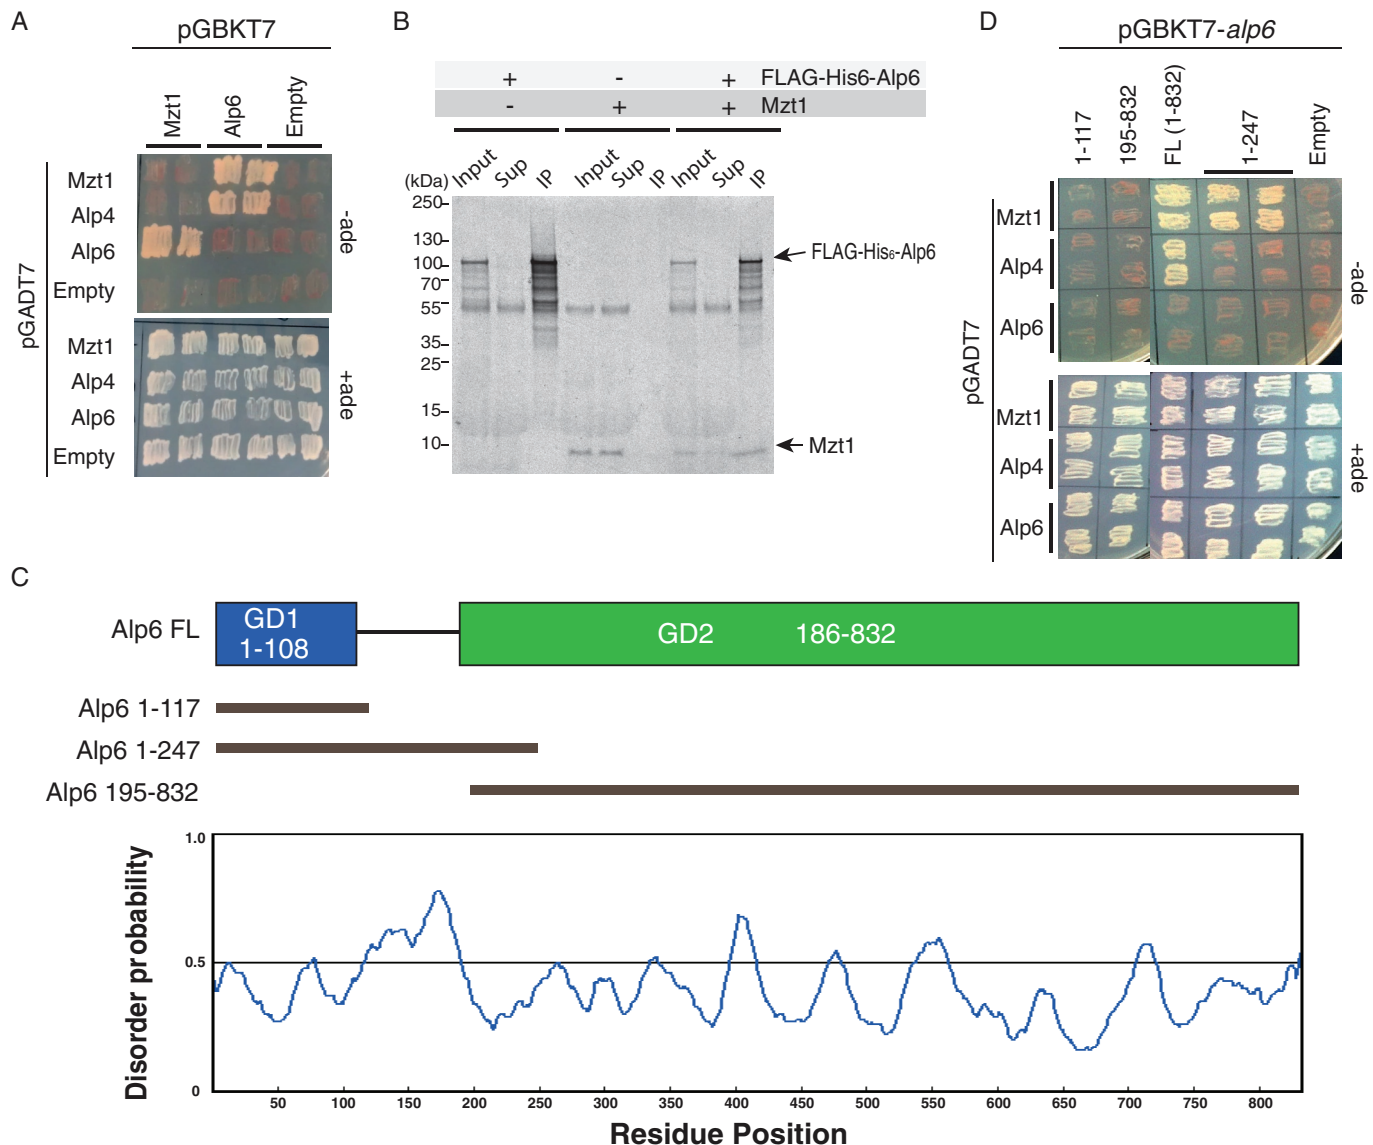 A
pGBKT7
Mzt1
Alp6
Empty
pGADT7
Mzt1
Alp4
Alp6
Empty
-ade
Mzt1
Alp4
Alp6
Empty
+ade
B
+ - + FLAG-His6-Alp6
- + + Mzt1
(kDa) Input Sup IP Input Sup IP Input Sup IP
250
130
100
70
55
35
25
15
10
FLAG-His6-Alp6
Mzt1
D
pGBKT7-alp6
1-117
195-832
FL (1-832)
1-247
Empty
pGADT7
Mzt1
Alp4
Alp6
-ade
Mzt1
Alp4
Alp6
+ade
C
Alp6 FL
GD1
1-108
GD2 186-832
Alp6 1-117
Alp6 1-247
Alp6 195-832
Disorder probability
1.0
0.5
0
50 100 150 200 250 300 350 400 450 500 550 600 650 700 750 800
Residue Position